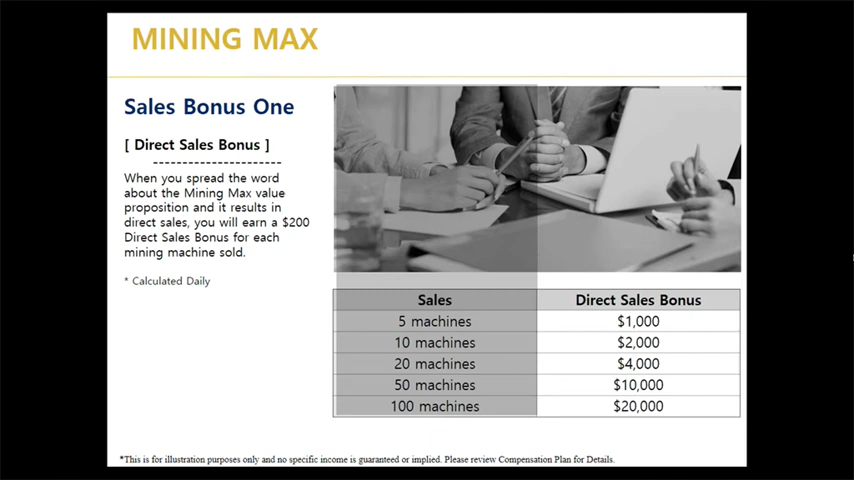 MINING MAX
Sales Bonus One
[ Direct Sales Bonus ]
----------------------
When you spread the word
about the Mining Max value
proposition and it results in
direct sales, you will earn a $200
Direct Sales Bonus for each
mining machine sold.
* Calculated Daily
Sales Direct Sales Bonus
5 machines $1,000
10 machines $2,000
20 machines $4,000
50 machines $10,000
100 machines $20,000
*This is for illustration purposes only and no specific income is guaranteed or implied. Please review Compensation Plan for Details.